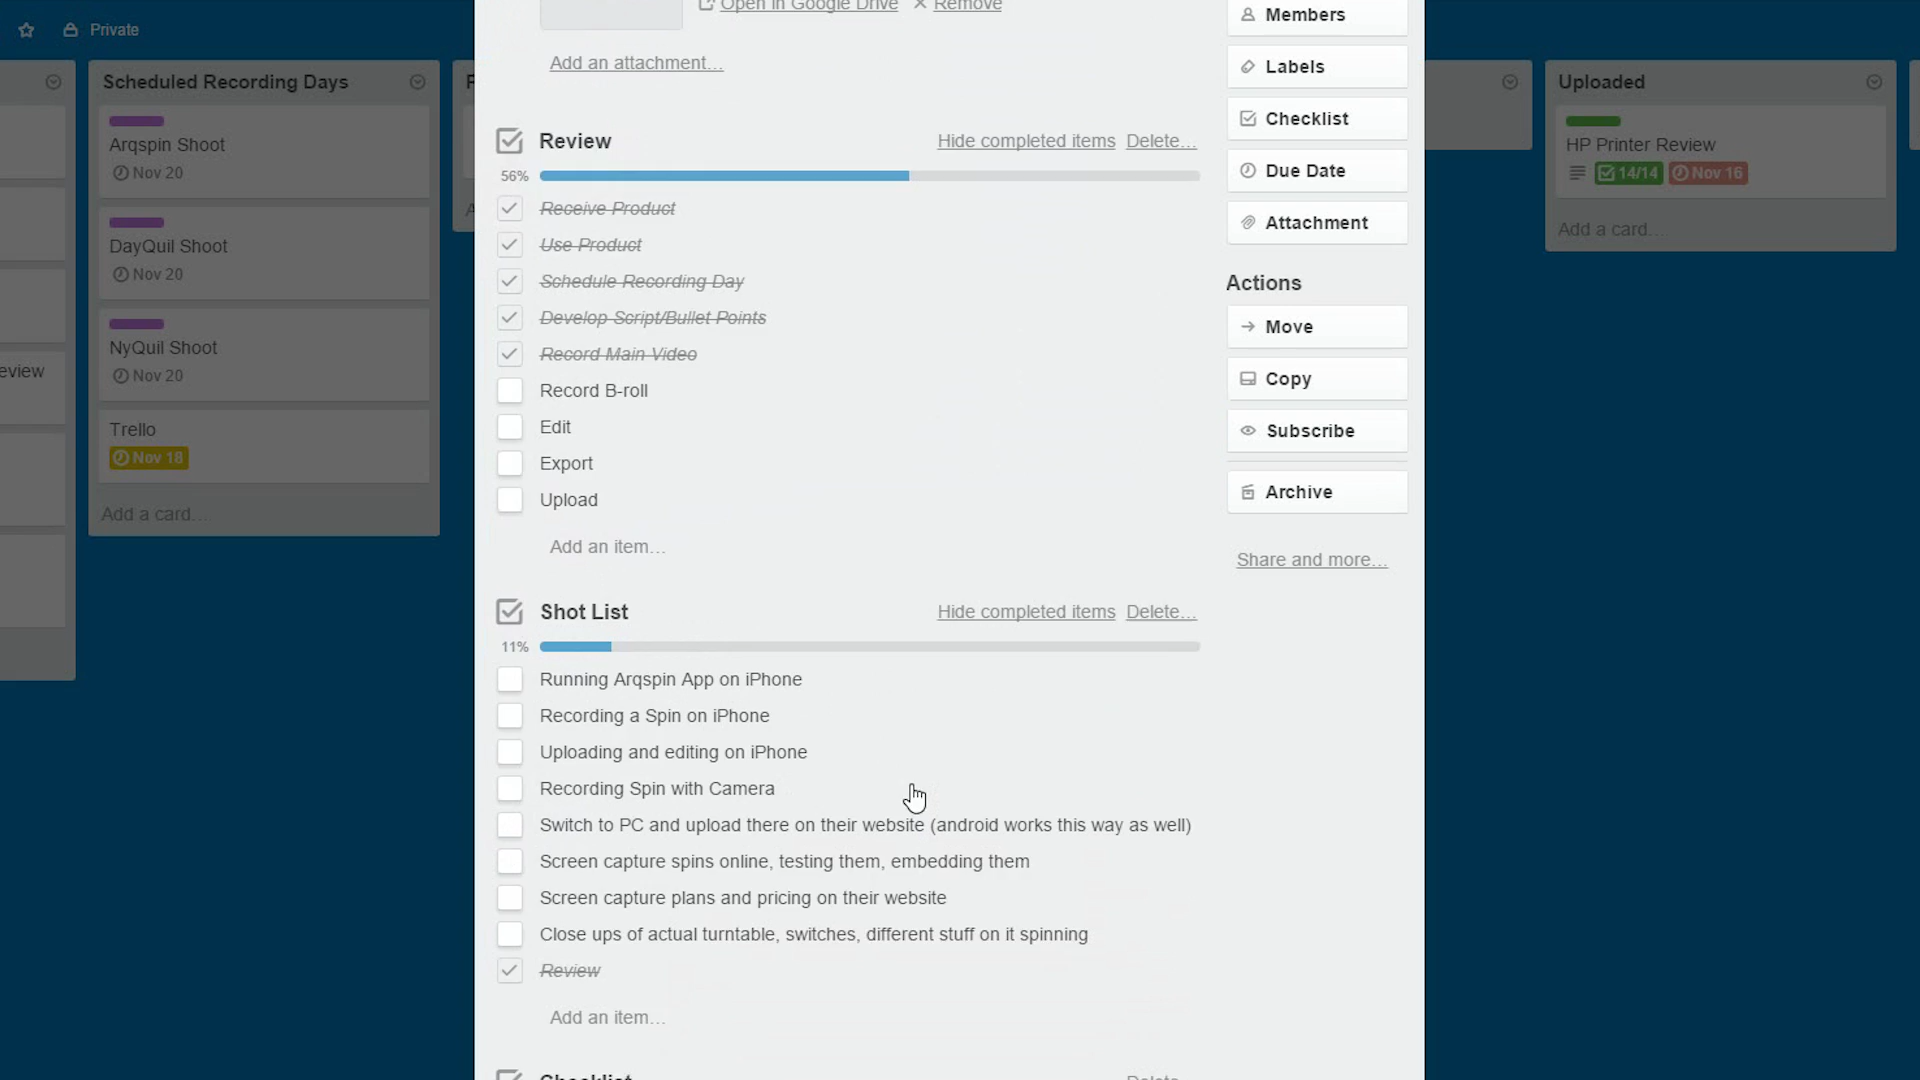 Open in Google Drive
Remove
Add an attachment…
Private
Scheduled Recording Days
Arqspin Shoot
Nov 20
DayQuil Shoot
Nov 20
NyQuil Shoot
Nov 20
eview
Trello
Nov 18
Add a card…
Review
Hide completed items
Delete…
56%
Receive Product
Use Product
Schedule Recording Day
Develop Script/Bullet Points
Record Main Video
Record B-roll
Edit
Export
Upload
Add an item…
Shot List
Hide completed items
Delete…
11%
Running Arqspin App on iPhone
Recording a Spin on iPhone
Uploading and editing on iPhone
Recording Spin with Camera
Switch to PC and upload there on their website (android works this way as well)
Screen capture spins online, testing them, embedding them
Screen capture plans and pricing on their website
Close ups of actual turntable, switches, different stuff on it spinning
Review
Add an item…
Checklist
Delete…
Members
Labels
Checklist
Due Date
Attachment
Actions
Move
Copy
Subscribe
Archive
Share and more…
Uploaded
HP Printer Review
14/14
Nov 16
Add a card…